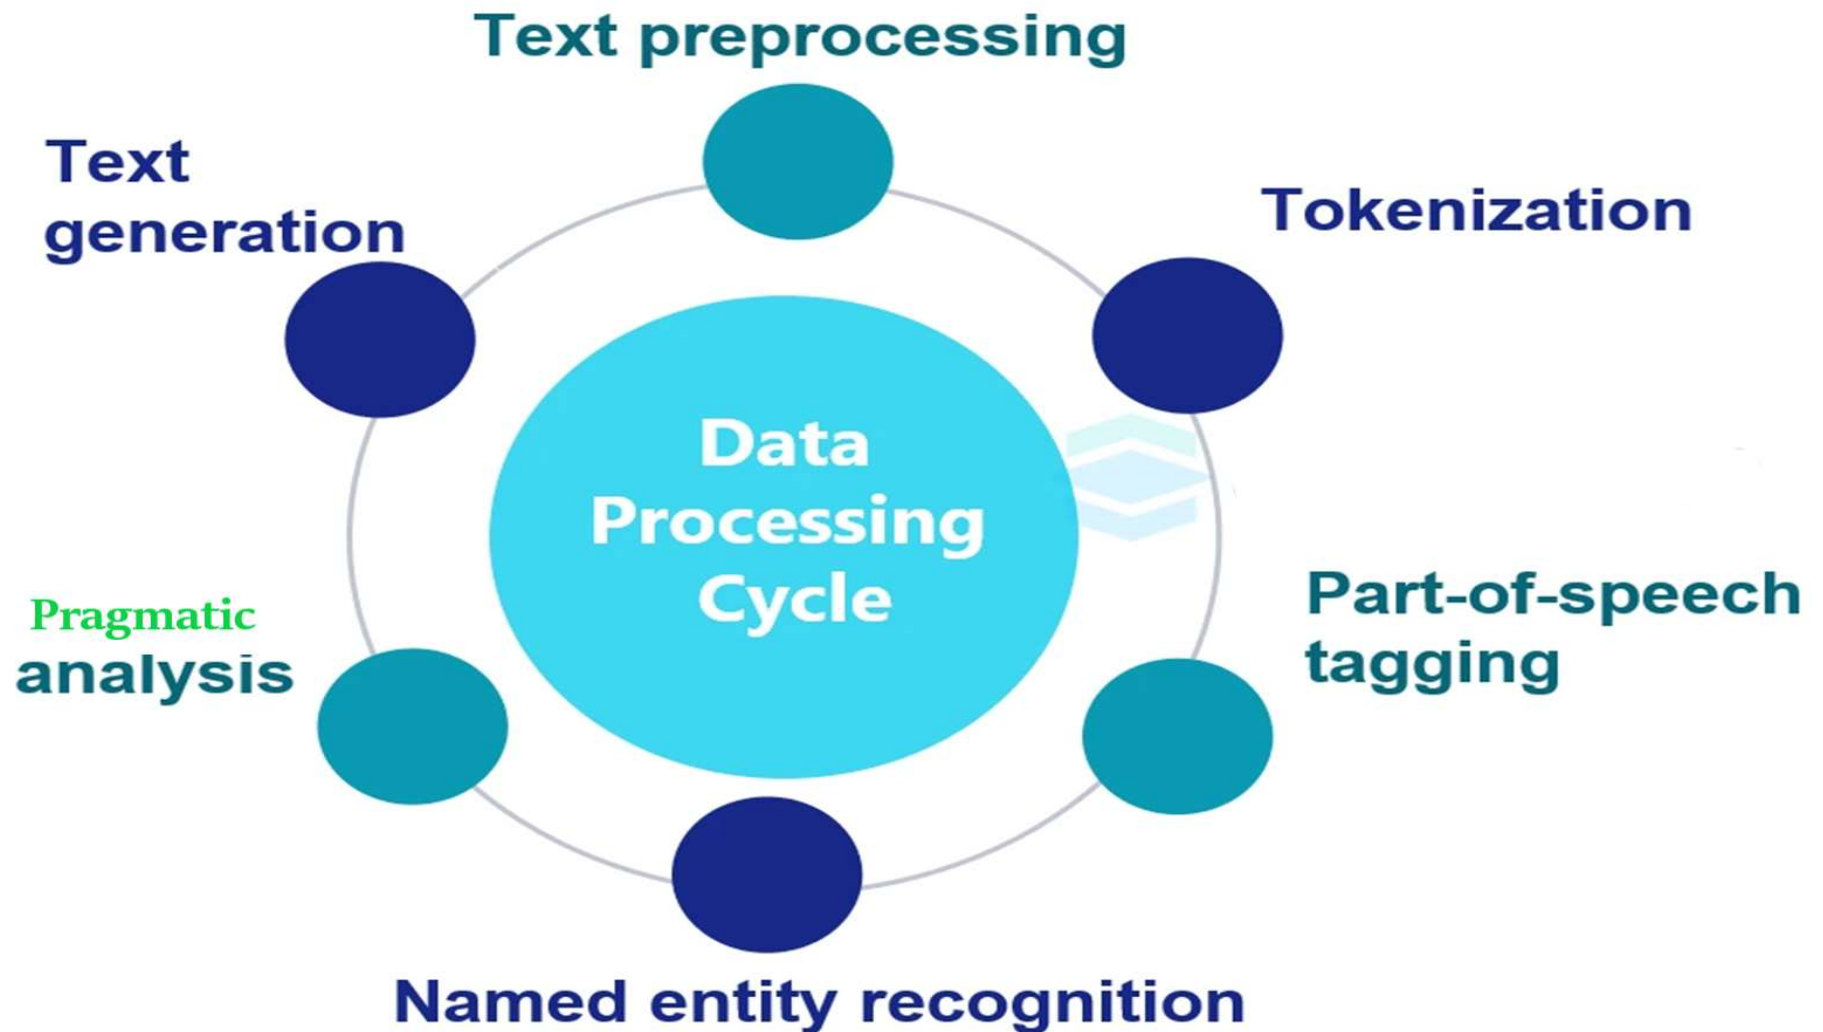 Text preprocessing
Text
generation
Tokenization
Data
Processing
Cycle
Part-of-speech
tagging
Pragmatic
analysis
Named entity recognition